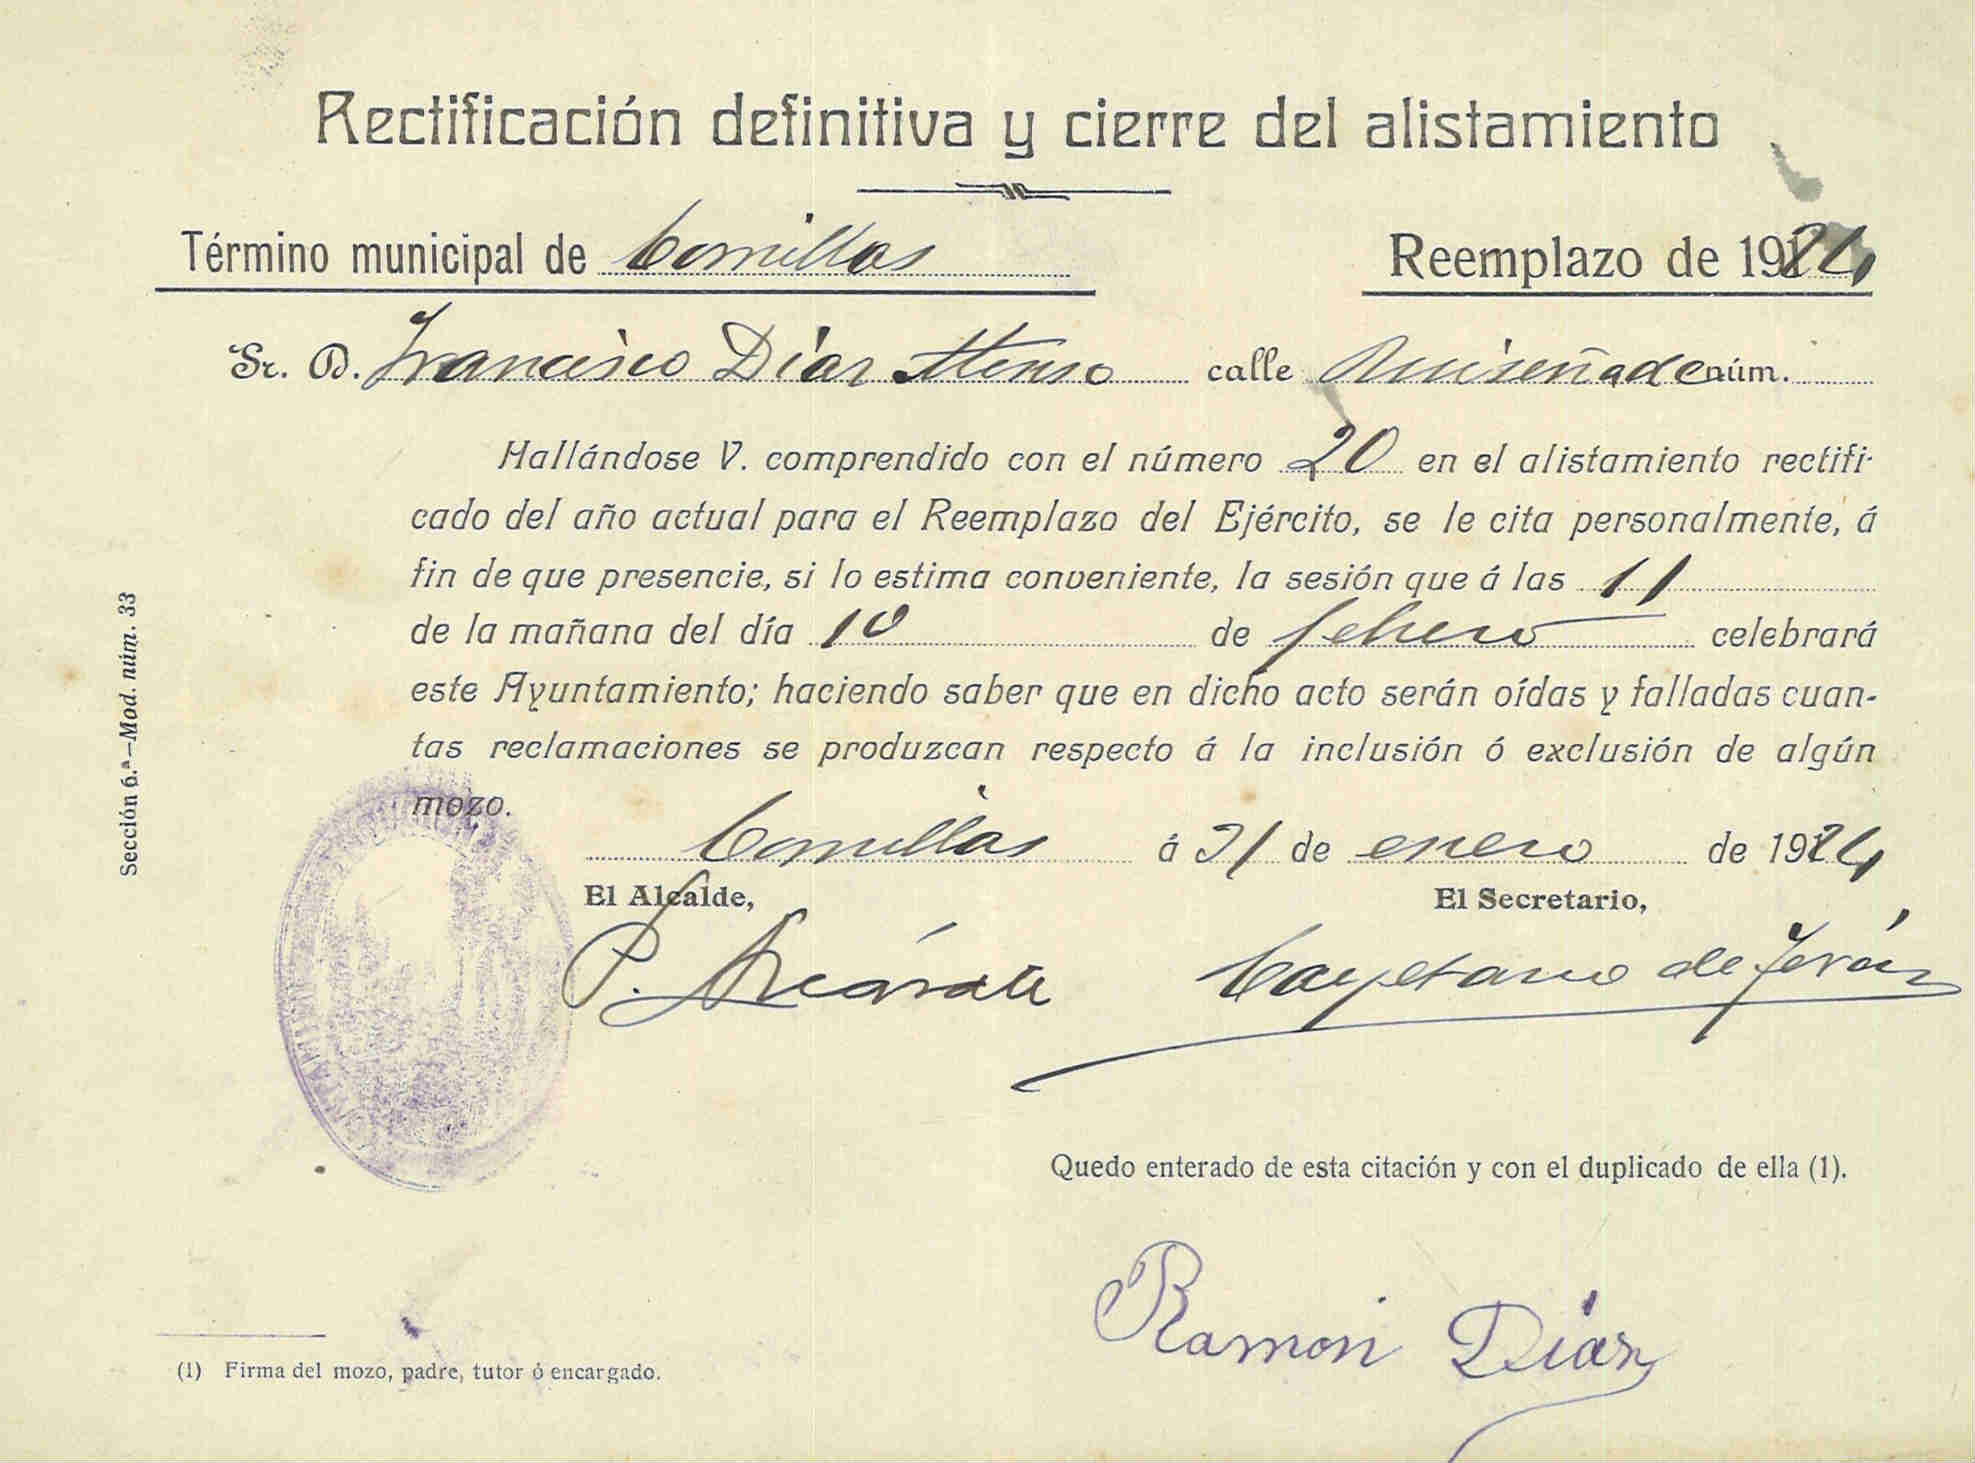 Rectificación definitiva y cierre del alistamiento
Término municipal de Comillas Reemplazo de 1924
Sr. D. Francisco Díaz calle núm.
Hallándose V. comprendido con el número 20 en el alistamiento rectifi-
cado del año actual para el Reemplazo del Ejército, se le cita personalmente, á
fin de que presencie, si lo estima conveniente, la sesión que á las 11
de la mañana del día 10 de febrero celebrará
este Ayuntamiento; haciendo saber que en dicho acto serán oídas y falladas cuan-
tas reclamaciones se produzcan respecto á la inclusión ó exclusión de algún
mozo.
Comillas á 31 de enero de 1924
El Alcalde, El Secretario,
P. Cayetano de
Quedo enterado de esta citación y con el duplicado de ella (1).
Ramon Díaz
(1) Firma del mozo, padre, tutor ó encargado.
Sección 6.ª—Mod. núm. 33